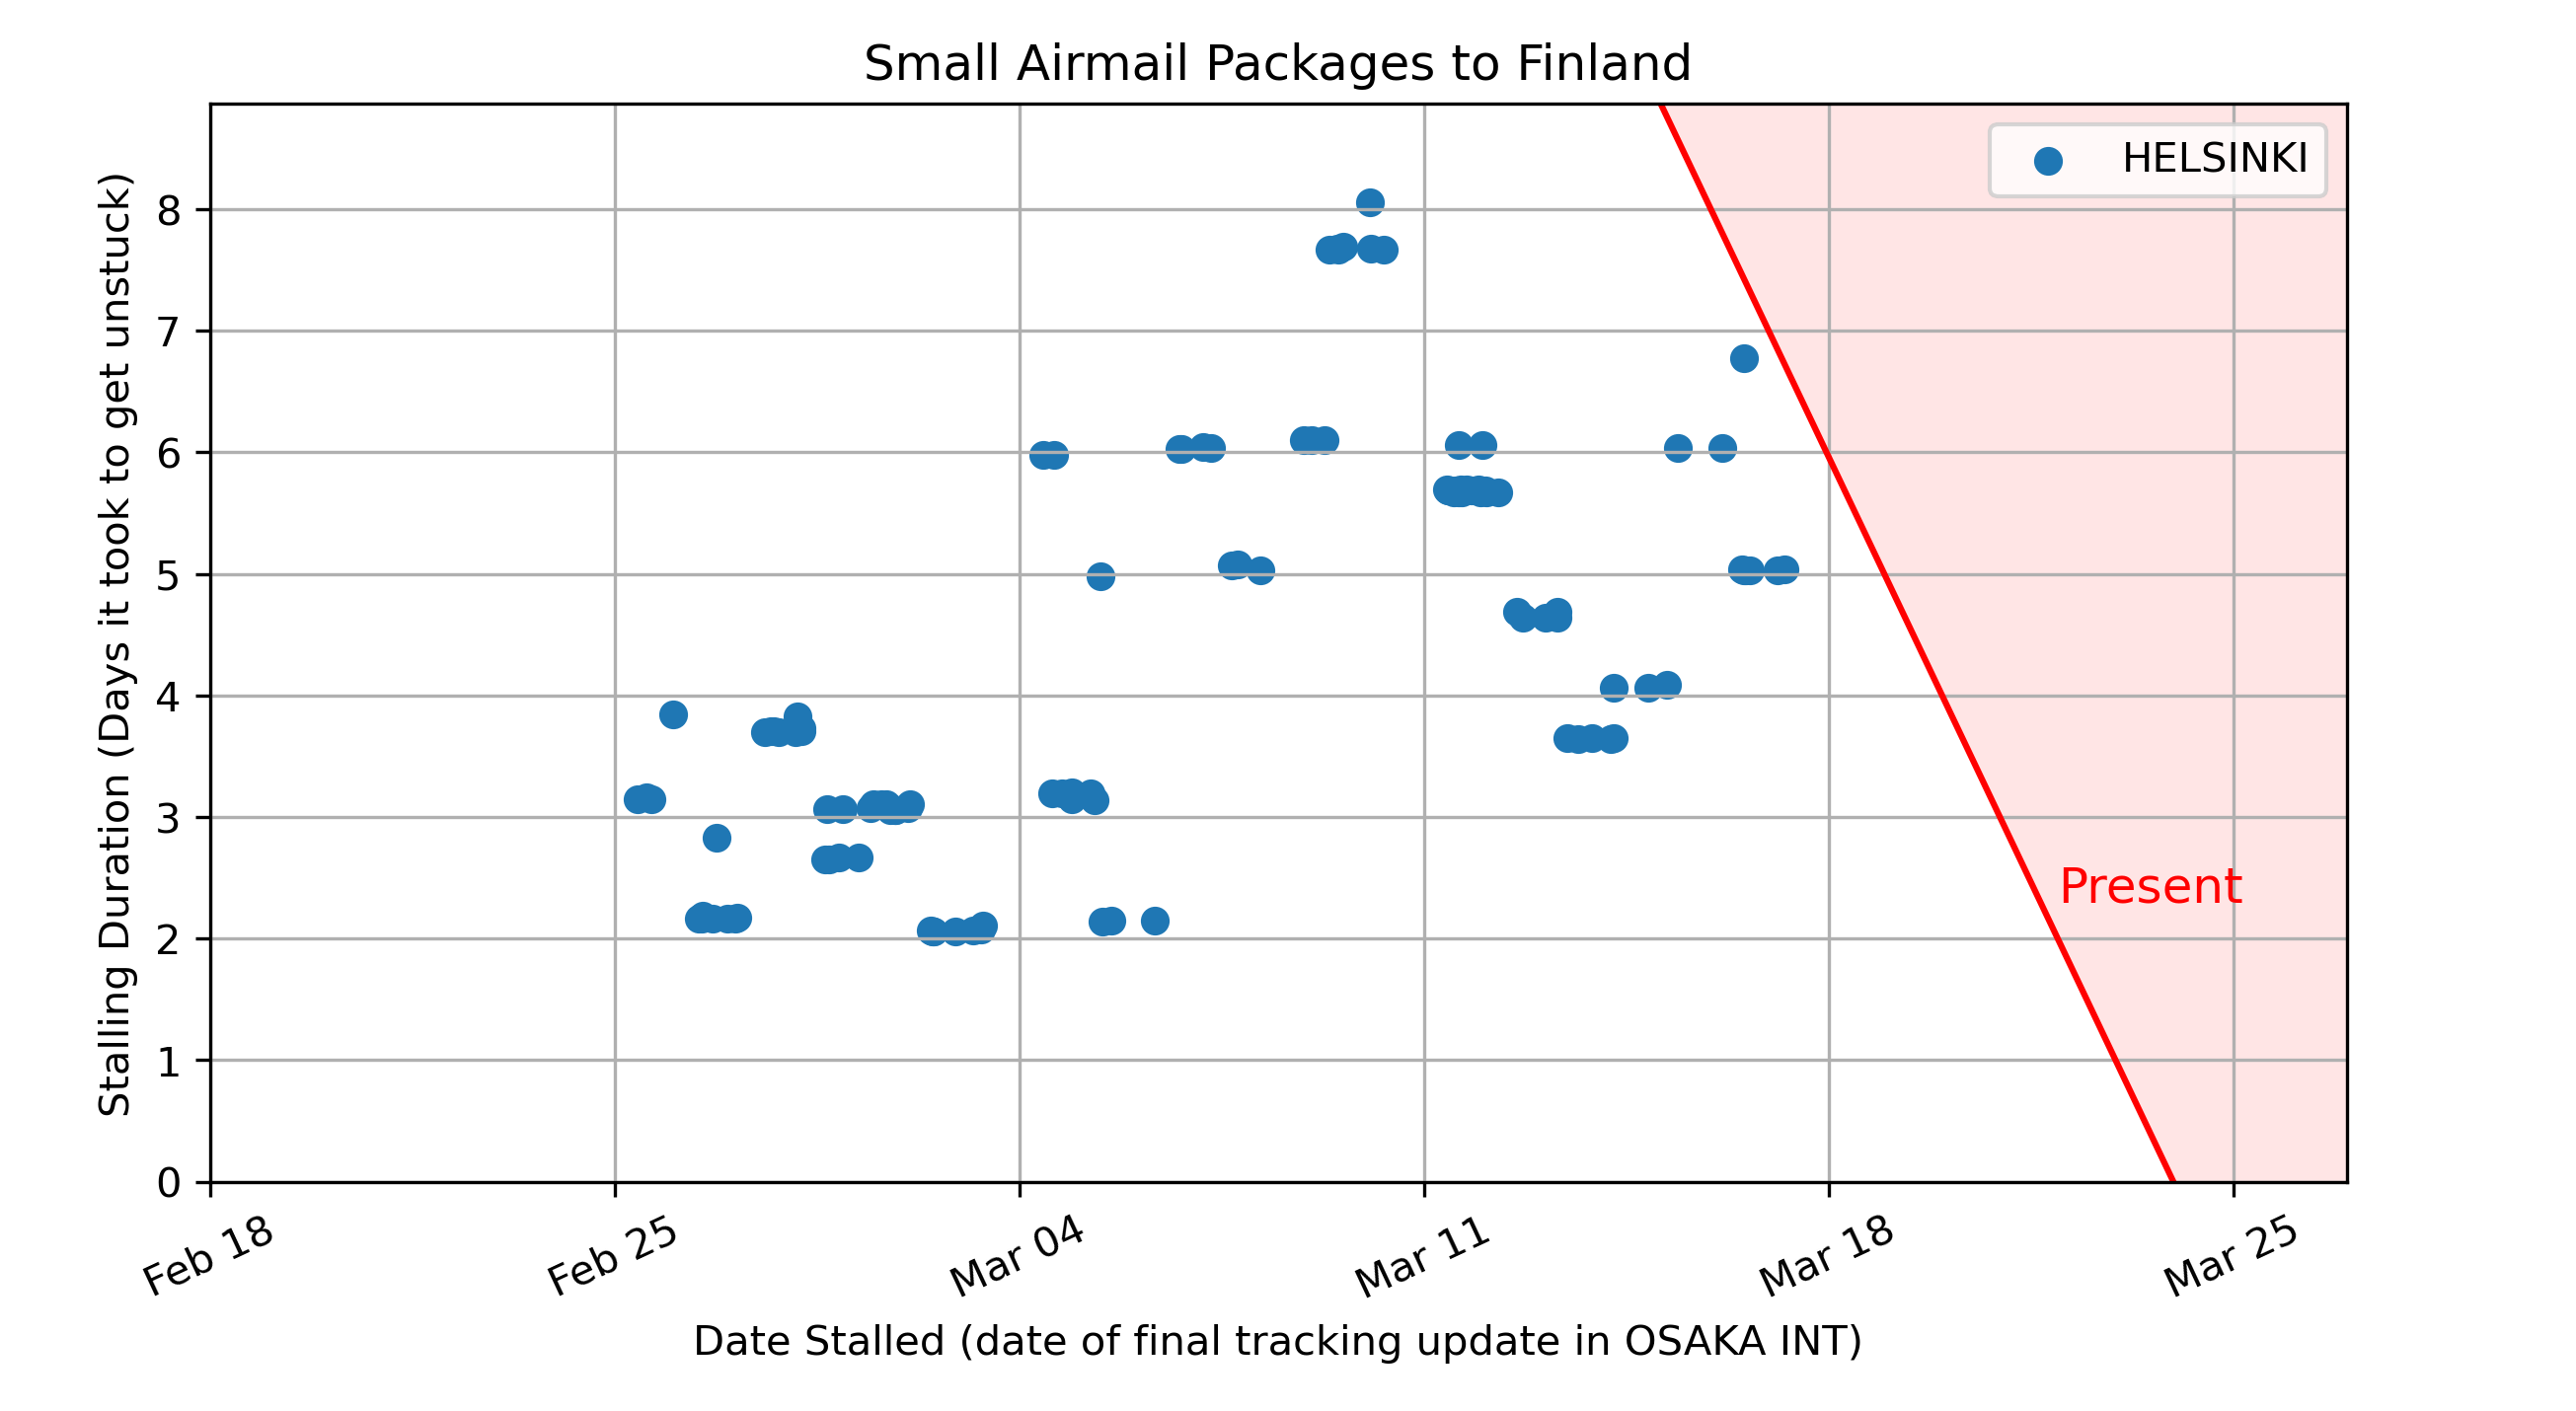 Small Airmail Packages to Finland
HELSINKI
Stalling Duration (Days it took to get unstuck)
8
7
6
5
4
3
2
1
0
Present
Feb 18
Feb 25
Mar 04
Mar 11
Mar 18
Mar 25
Date Stalled (date of final tracking update in OSAKA INT)